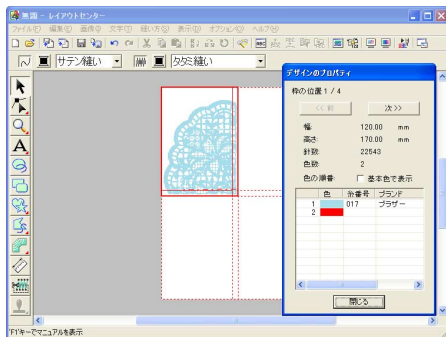 無題 - レイアウトセンター
ファイル(F) 編集(E) 画像(I) 文字(T) 縫い方(S) 表示(D) オプション(O) ヘルプ(H)
サテン縫い タタミ縫い
デザインのプロパティ
枠の位置 1 / 4
<< 前 次 >>
幅: 120.00 mm
高さ: 170.00 mm
針数: 22543
色数: 2
色の順番: 基本色で表示
色 糸番号 ブランド
1 017 ブラザー
2
閉じる
'F1'キーでマニュアルを表示